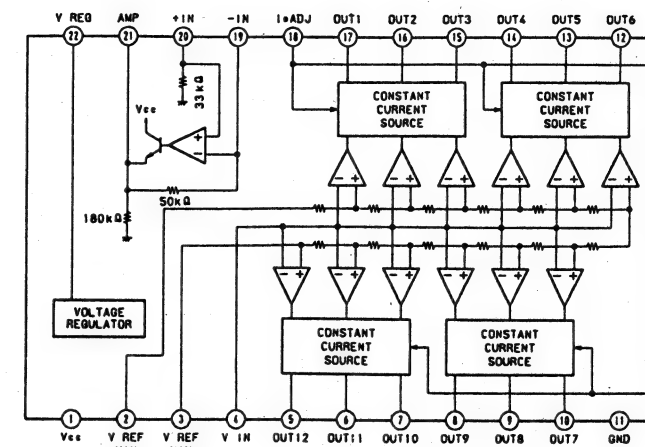 V REG AMP +IN -IN IoADJ OUT1 OUT2 OUT3 OUT4 OUT5 OUT6
22 21 20 19 18 17 16 15 14 13 12
33kΩ
Vcc
CONSTANT
CURRENT
SOURCE
CONSTANT
CURRENT
SOURCE
+
-
- + - + - + - + - + - +
50kΩ
180kΩ
- + - + - + - + - + - +
VOLTAGE
REGULATOR
CONSTANT
CURRENT
SOURCE
CONSTANT
CURRENT
SOURCE
1 2 3 4 5 6 7 8 9 10 11
Vcc V REF V REF V IN OUT12 OUT11 OUT10 OUT9 OUT8 OUT7 GND